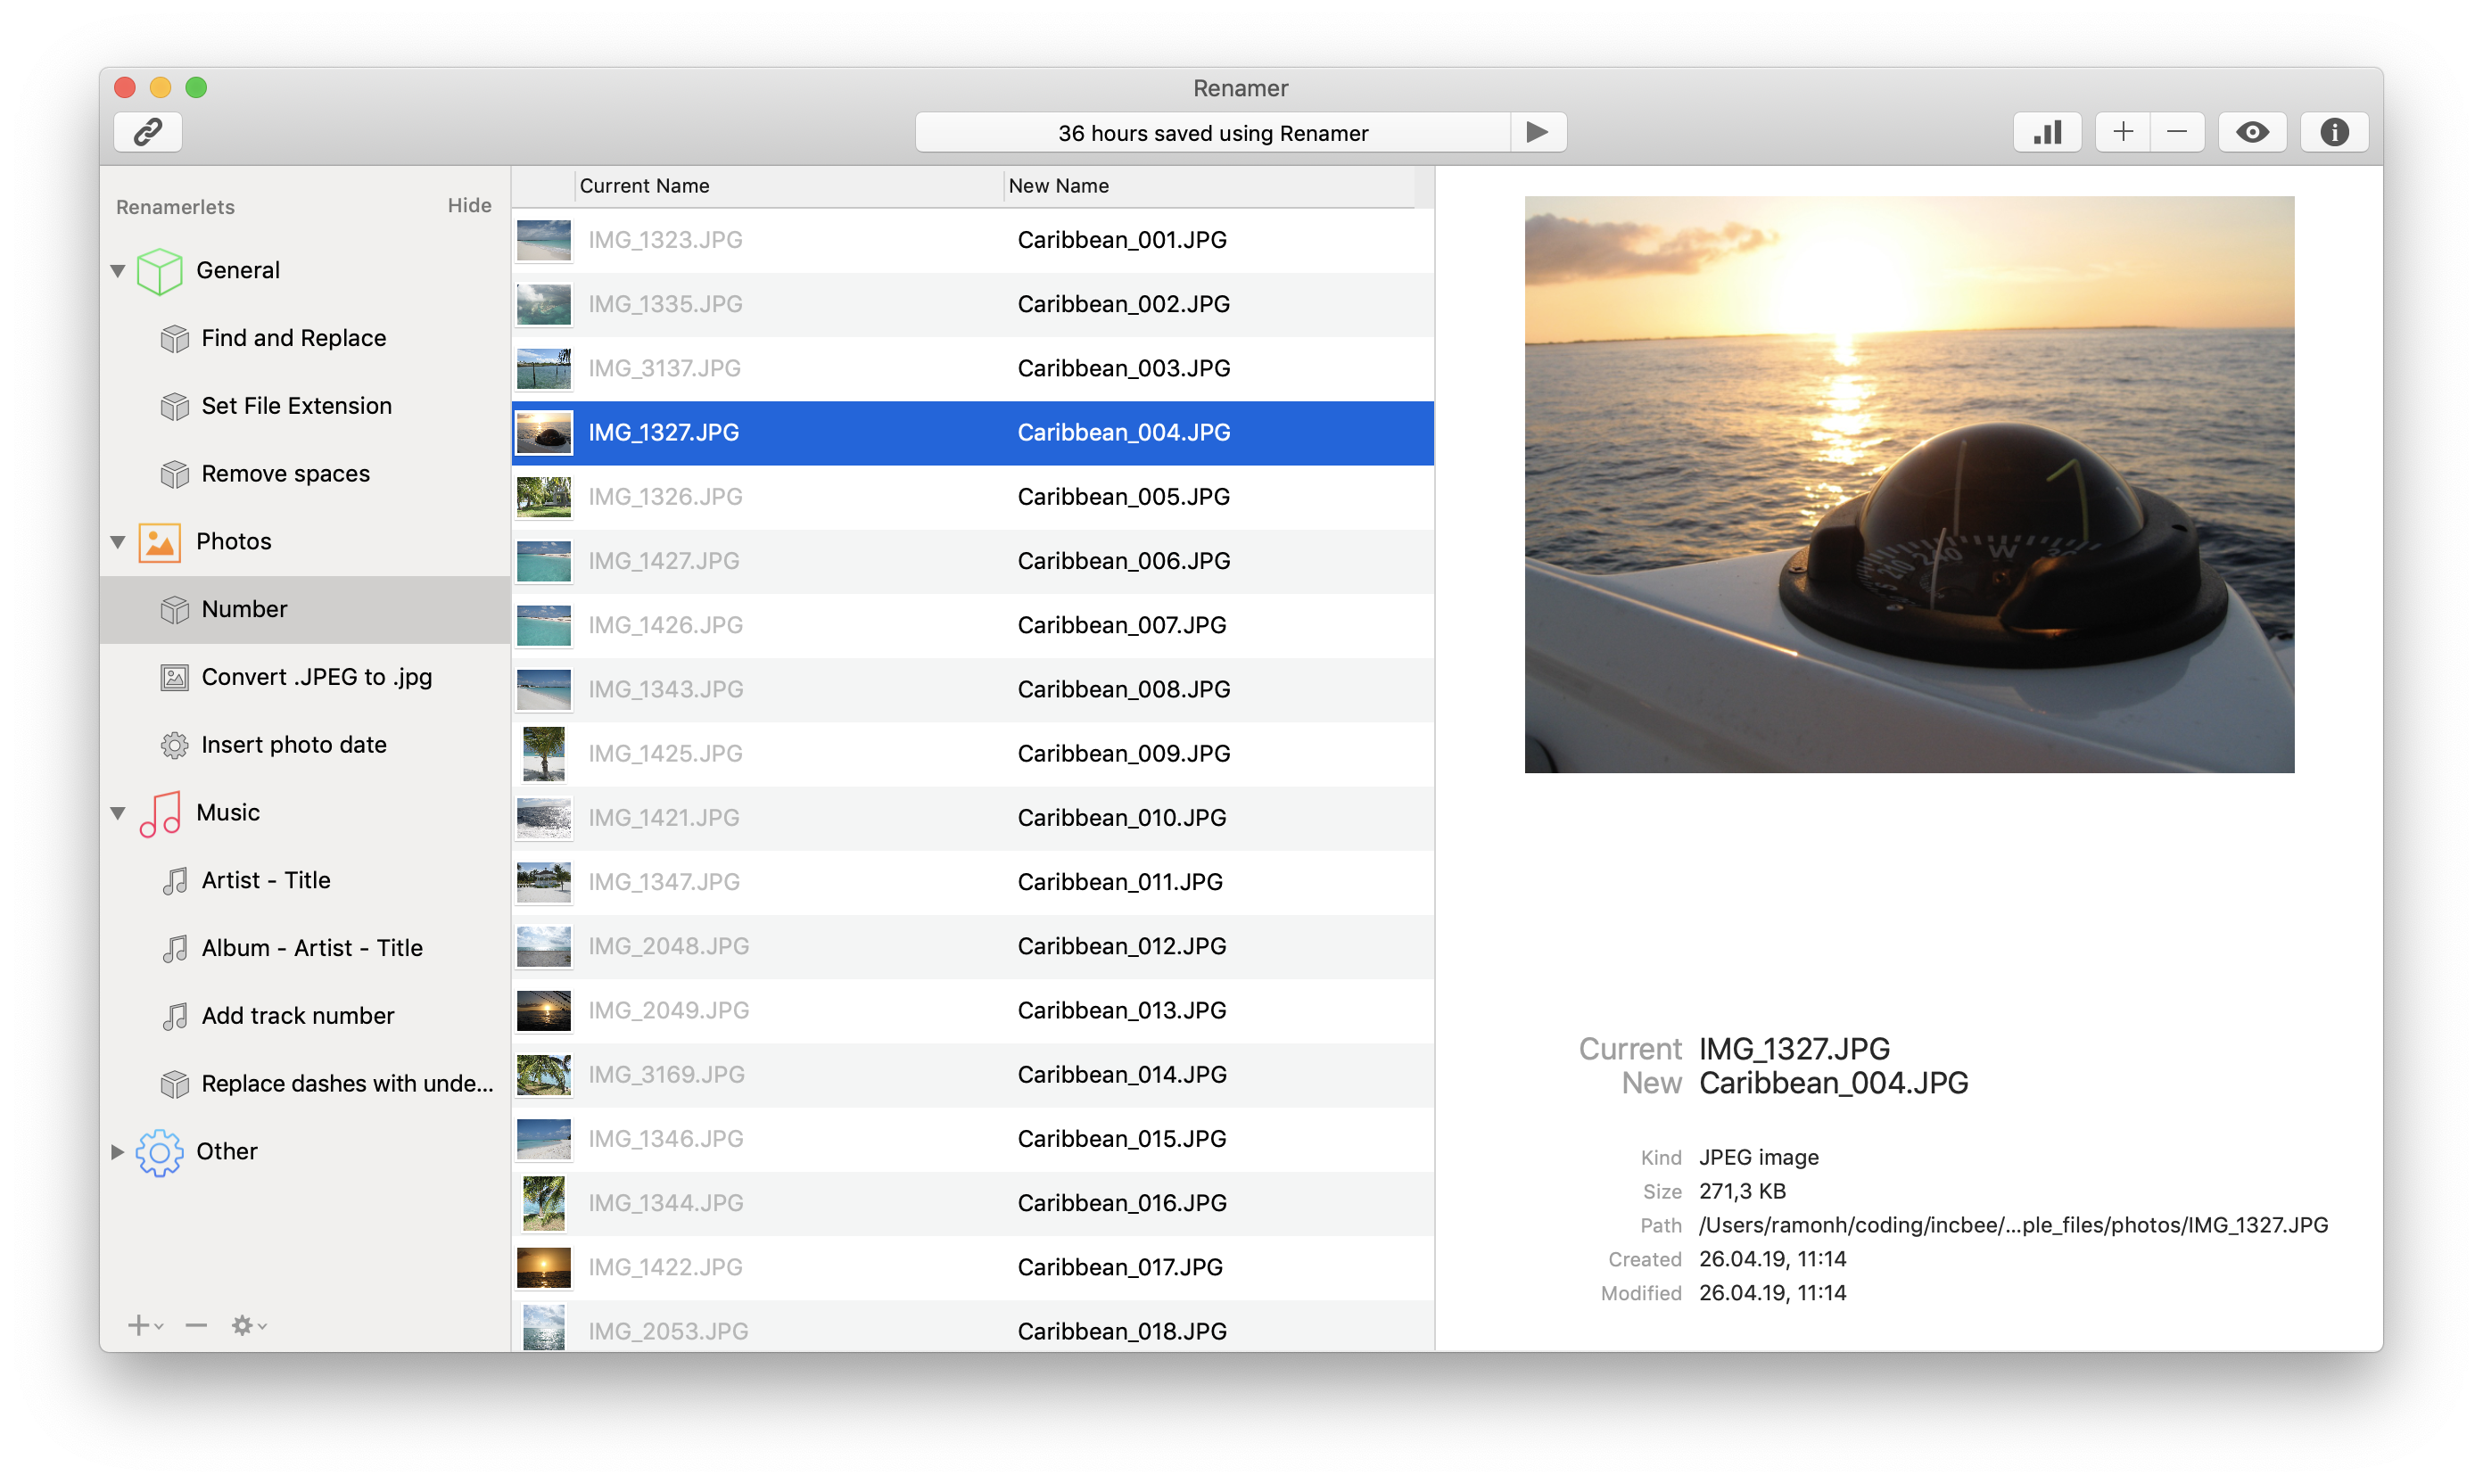 Renamer
36 hours saved using Renamer
Renamerlets Hide
General
Find and Replace
Set File Extension
Remove spaces
Photos
Number
Convert .JPEG to .jpg
Insert photo date
Music
Artist - Title
Album - Artist - Title
Add track number
Replace dashes with unde...
Other
Current Name New Name
IMG_1323.JPG Caribbean_001.JPG
IMG_1335.JPG Caribbean_002.JPG
IMG_3137.JPG Caribbean_003.JPG
IMG_1327.JPG Caribbean_004.JPG
IMG_1326.JPG Caribbean_005.JPG
IMG_1427.JPG Caribbean_006.JPG
IMG_1426.JPG Caribbean_007.JPG
IMG_1343.JPG Caribbean_008.JPG
IMG_1425.JPG Caribbean_009.JPG
IMG_1421.JPG Caribbean_010.JPG
IMG_1347.JPG Caribbean_011.JPG
IMG_2048.JPG Caribbean_012.JPG
IMG_2049.JPG Caribbean_013.JPG
IMG_3169.JPG Caribbean_014.JPG
IMG_1346.JPG Caribbean_015.JPG
IMG_1344.JPG Caribbean_016.JPG
IMG_1422.JPG Caribbean_017.JPG
IMG_2053.JPG Caribbean_018.JPG
210 240 W
Current IMG_1327.JPG
New Caribbean_004.JPG
Kind JPEG image
Size 271,3 KB
Path /Users/ramonh/coding/incbee/...ple_files/photos/IMG_1327.JPG
Created 26.04.19, 11:14
Modified 26.04.19, 11:14